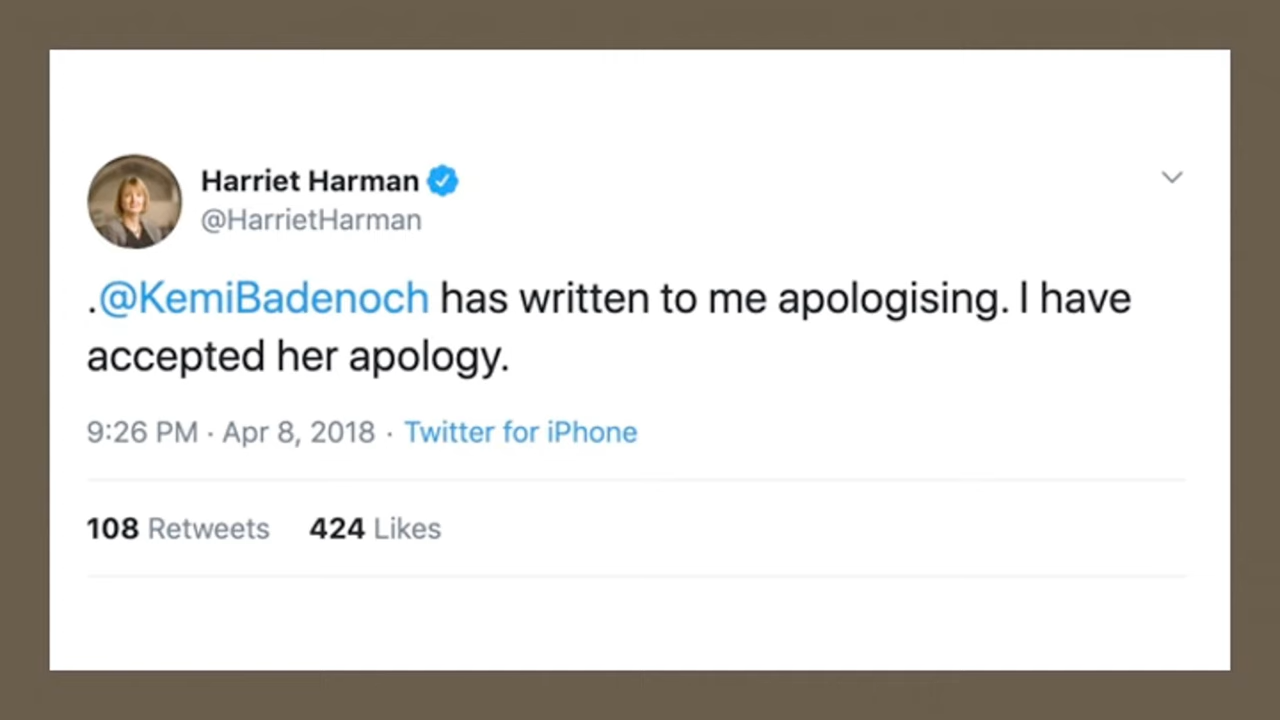 Harriet Harman
@HarrietHarman
.@KemiBadenoch has written to me apologising. I have
accepted her apology.
9:26 PM · Apr 8, 2018 · Twitter for iPhone
108 Retweets 424 Likes